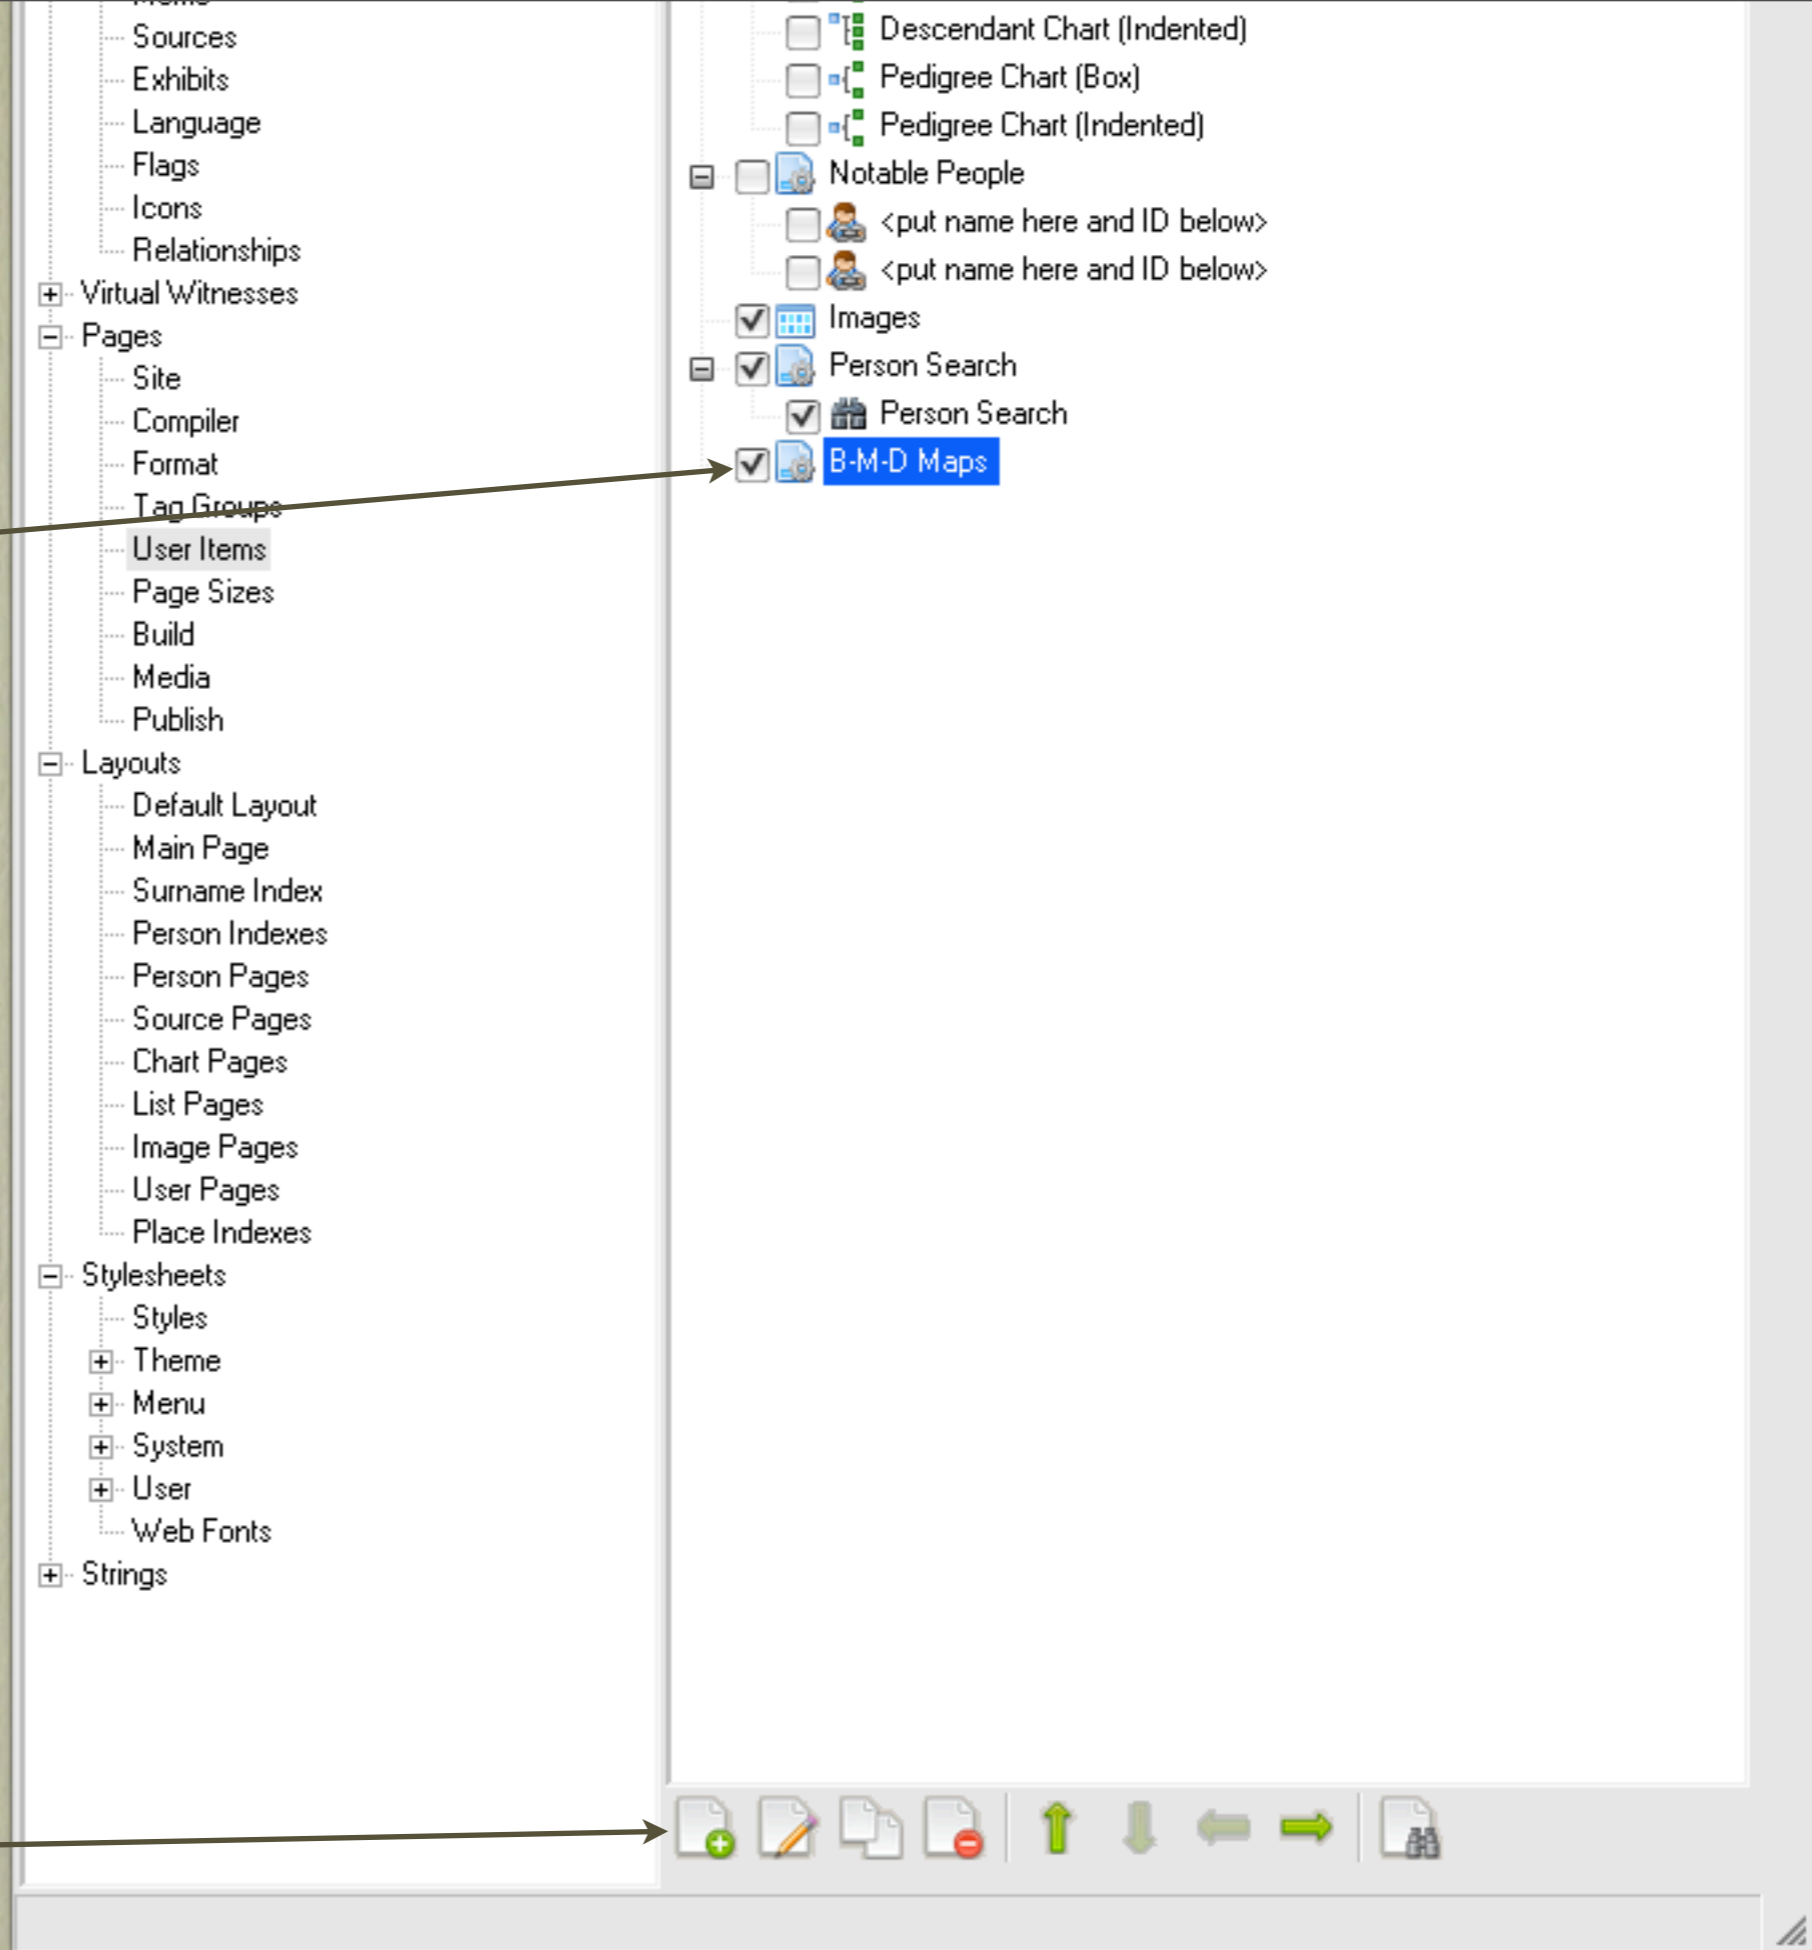 Sources
Exhibits
Language
Flags
Icons
Relationships
Virtual Witnesses
Pages
Site
Compiler
Format
Tag Groups
User Items
Page Sizes
Build
Media
Publish
Layouts
Default Layout
Main Page
Surname Index
Person Indexes
Person Pages
Source Pages
Chart Pages
List Pages
Image Pages
User Pages
Place Indexes
Stylesheets
Styles
Theme
Menu
System
User
Web Fonts
Strings
Descendant Chart (Indented)
Pedigree Chart (Box)
Pedigree Chart (Indented)
Notable People
<put name here and ID below>
<put name here and ID below>
Images
Person Search
Person Search
B-M-D Maps